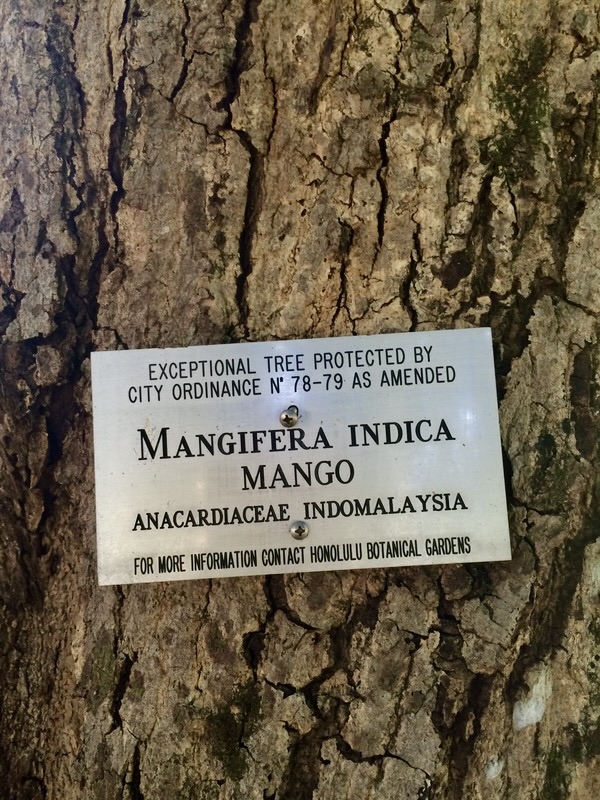 EXCEPTIONAL TREE PROTECTED BY
CITY ORDINANCE Nº 78-79 AS AMENDED
MANGIFERA INDICA
MANGO
ANACARDIACEAE INDOMALAYSIA
FOR MORE INFORMATION CONTACT HONOLULU BOTANICAL GARDENS